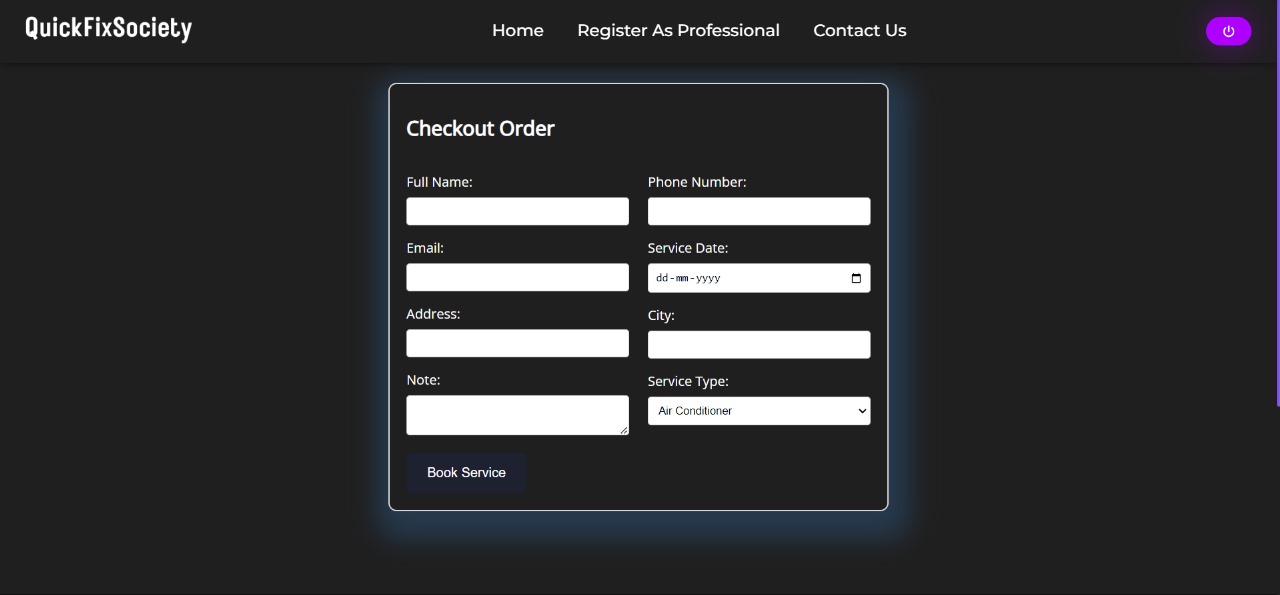 QuickFixSociety
Home Register As Professional Contact Us
Checkout Order
Full Name: Phone Number:
Email: Service Date:
dd-mm-yyyy
Address: City:
Note: Service Type:
Air Conditioner
Book Service